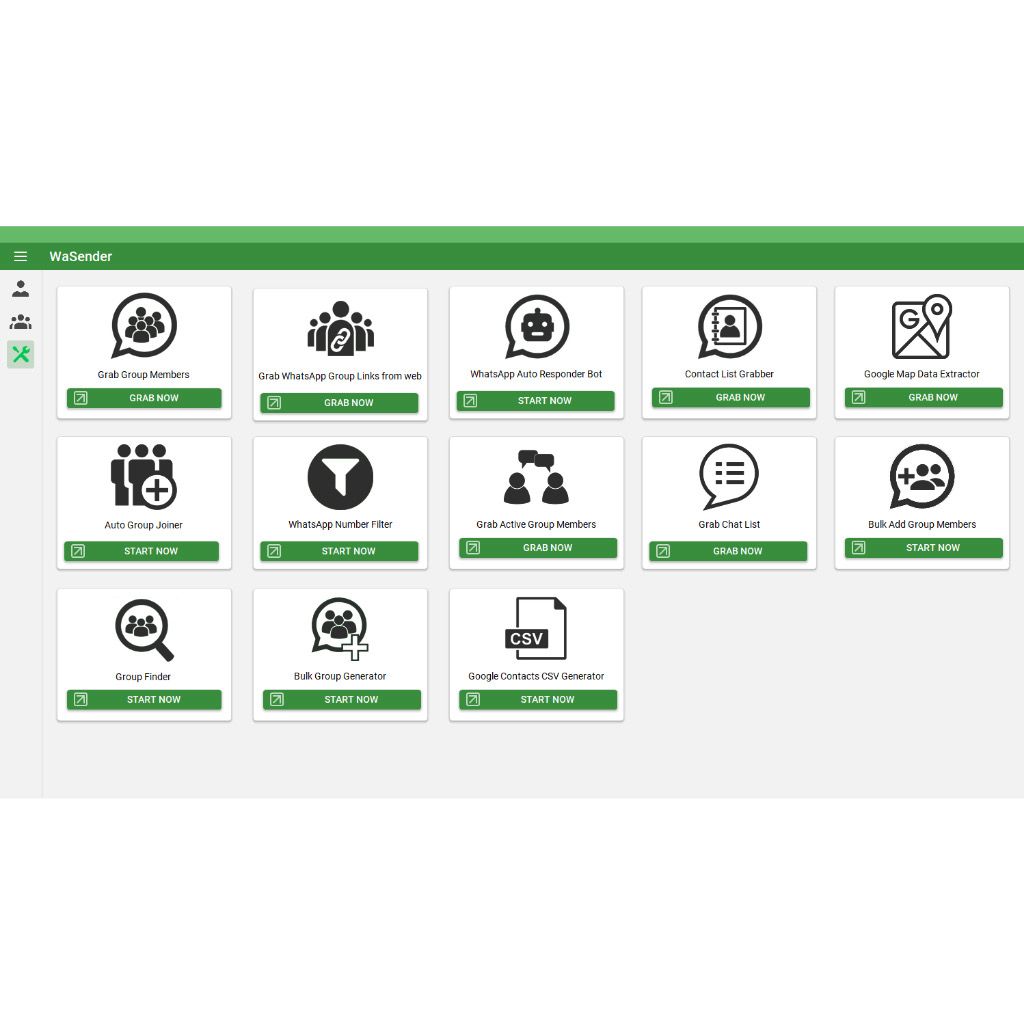 WaSender
Grab Group Members
GRAB NOW
Grab WhatsApp Group Links from web
GRAB NOW
WhatsApp Auto Responder Bot
START NOW
Contact List Grabber
GRAB NOW
G
Google Map Data Extractor
GRAB NOW
Auto Group Joiner
START NOW
WhatsApp Number Filter
START NOW
Grab Active Group Members
GRAB NOW
Grab Chat List
GRAB NOW
Bulk Add Group Members
START NOW
Group Finder
START NOW
Bulk Group Generator
START NOW
CSV
Google Contacts CSV Generator
START NOW